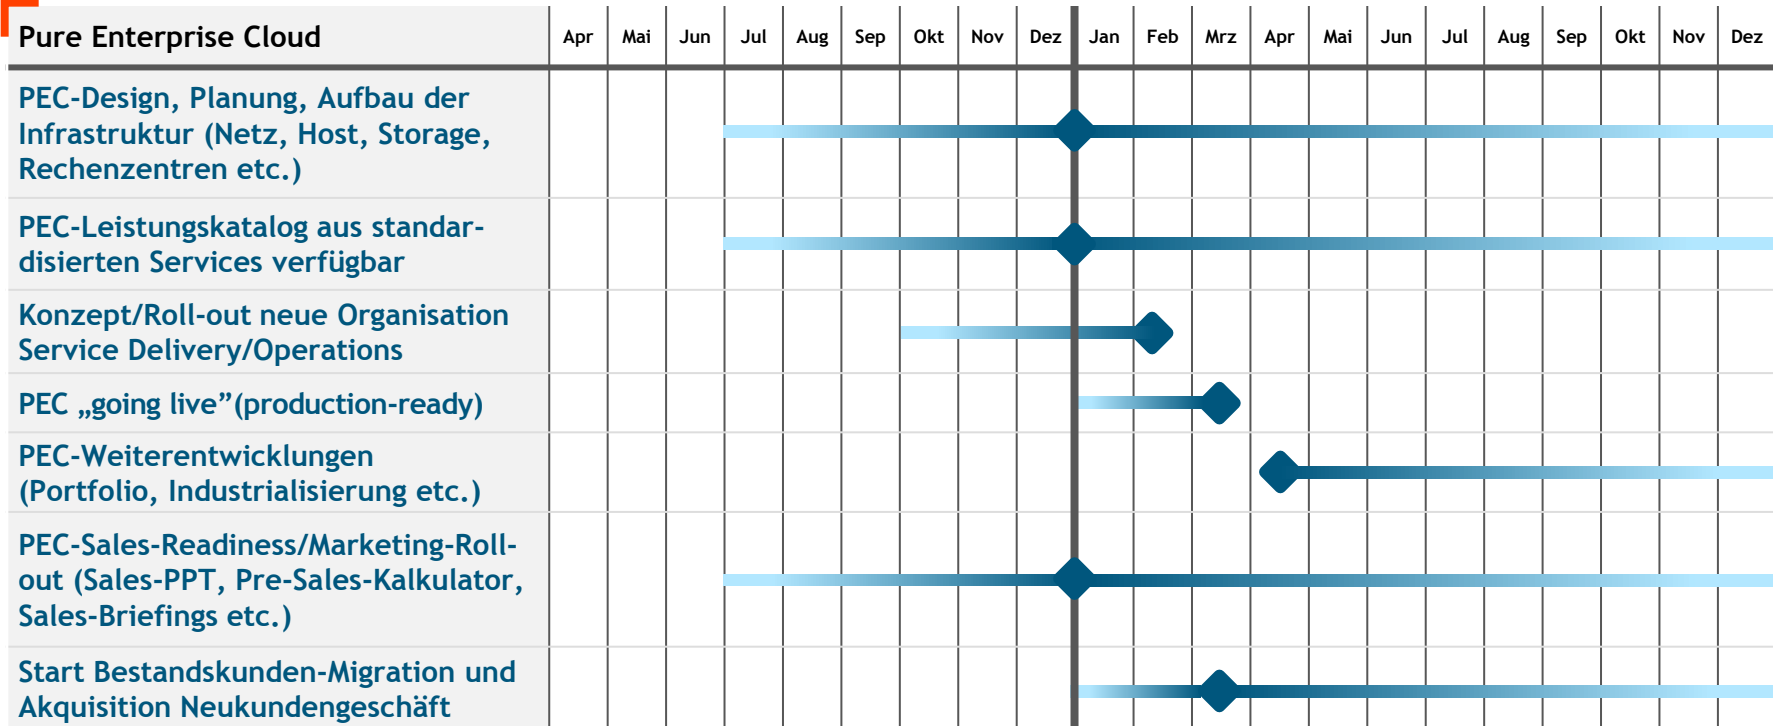 Pure Enterprise Cloud Apr Mai Jun Jul Aug Sep Okt Nov Dez Jan Feb Mrz Apr Mai Jun Jul Aug Sep Okt Nov Dez
PEC-Design, Planung, Aufbau der
Infrastruktur (Netz, Host, Storage,
Rechenzentren etc.)
PEC-Leistungskatalog aus standar-
disierten Services verfügbar
Konzept/Roll-out neue Organisation
Service Delivery/Operations
PEC „going live”(production-ready)
PEC-Weiterentwicklungen
(Portfolio, Industrialisierung etc.)
PEC-Sales-Readiness/Marketing-Roll-
out (Sales-PPT, Pre-Sales-Kalkulator,
Sales-Briefings etc.)
Start Bestandskunden-Migration und
Akquisition Neukundengeschäft